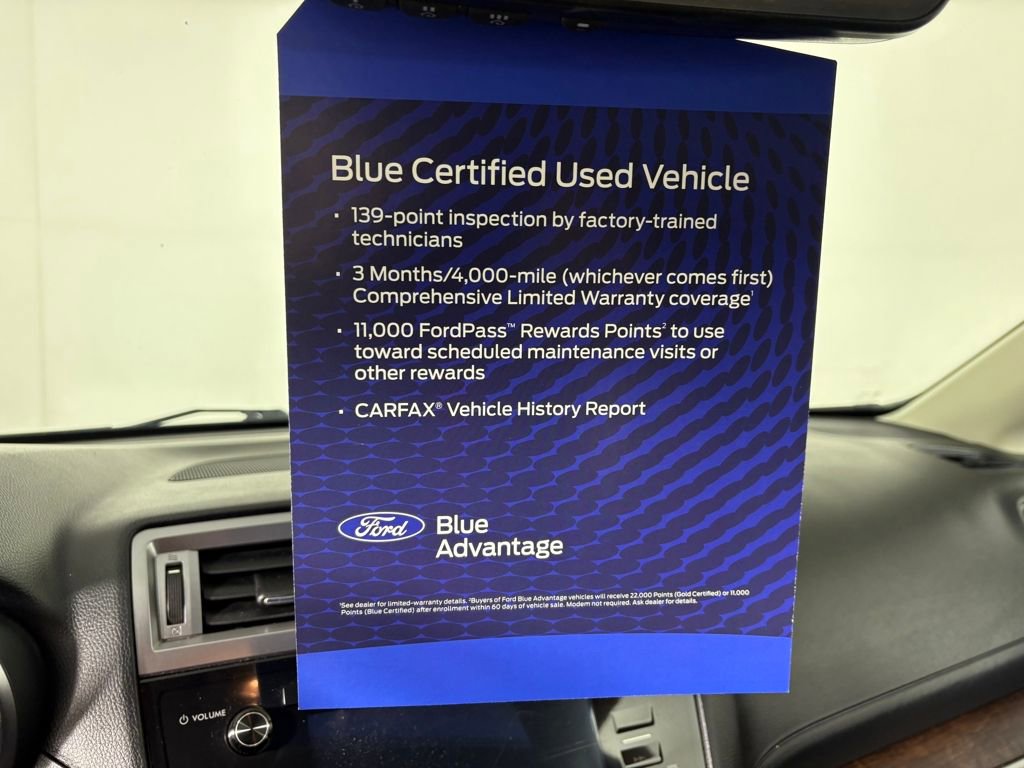 Blue Certified Used Vehicle
· 139-point inspection by factory-trained
technicians
· 3 Months/4,000-mile (whichever comes first)
Comprehensive Limited Warranty coverage¹
· 11,000 FordPass™ Rewards Points² to use
toward scheduled maintenance visits or
other rewards
· CARFAX® Vehicle History Report
Ford Blue
Advantage
¹See dealer for limited-warranty details. ²Buyers of Ford Blue Advantage vehicles will receive 22,000 Points (Gold Certified) or 11,000
Points (Blue Certified) after enrollment within 60 days of vehicle sale. Modem not required. Ask dealer for details.
VOLUME